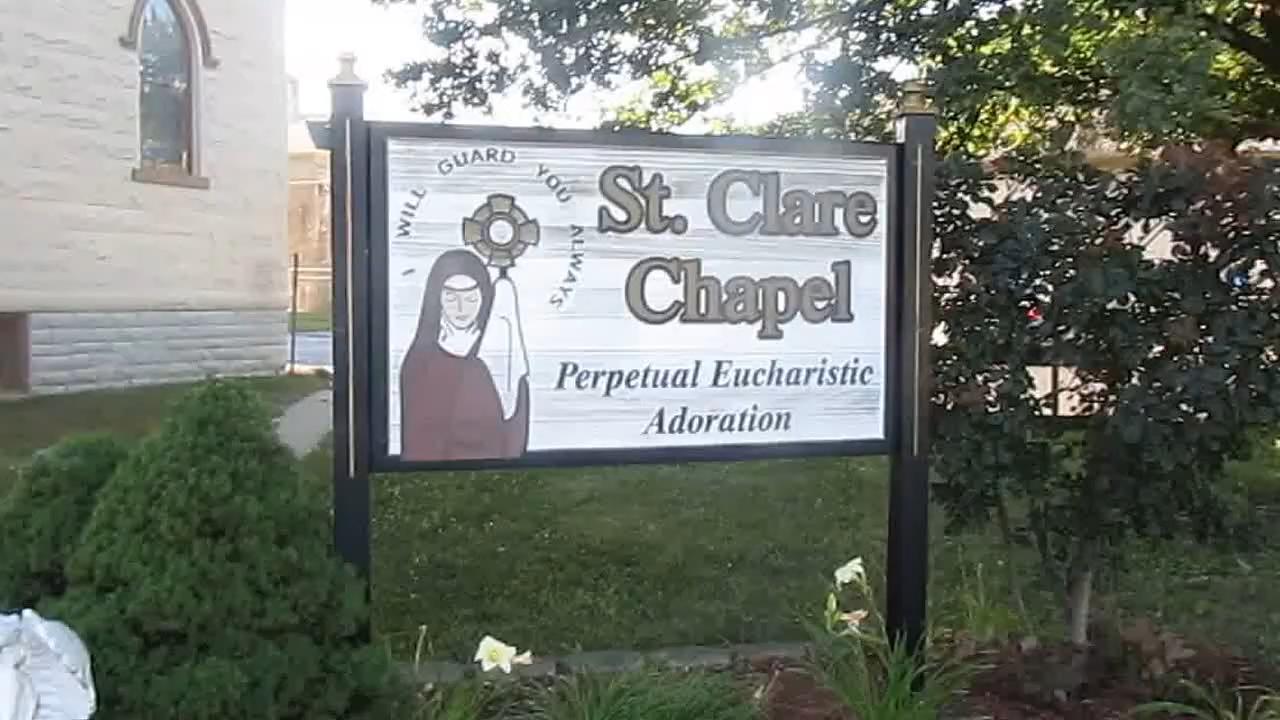 I WILL GUARD YOU ALWAYS
St. Clare
Chapel
Perpetual Eucharistic
Adoration